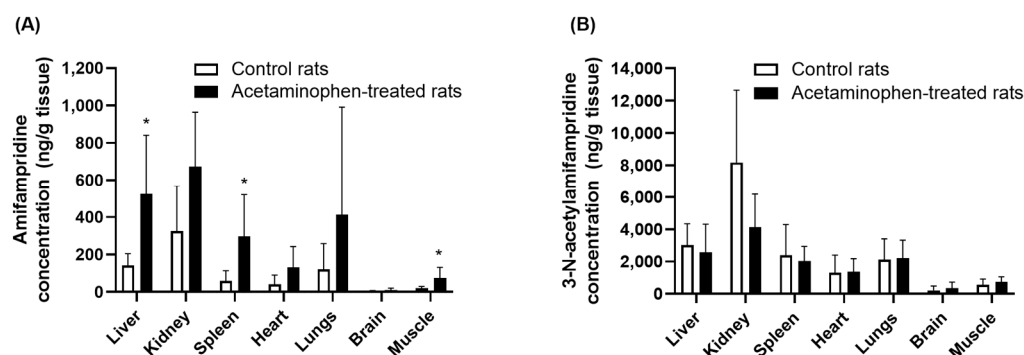 (A)
Amifampridine
concentration (ng/g tissue)
1,200
1,000
800
600
400
200
0
Control rats
Acetaminophen-treated rats
*
*
*
Liver
Kidney
Spleen
Heart
Lungs
Brain
Muscle
(B)
3-N-acetylamifampridine
concentration (ng/g tissue)
14,000
12,000
10,000
8,000
6,000
4,000
2,000
0
Control rats
Acetaminophen-treated rats
Liver
Kidney
Spleen
Heart
Lungs
Brain
Muscle